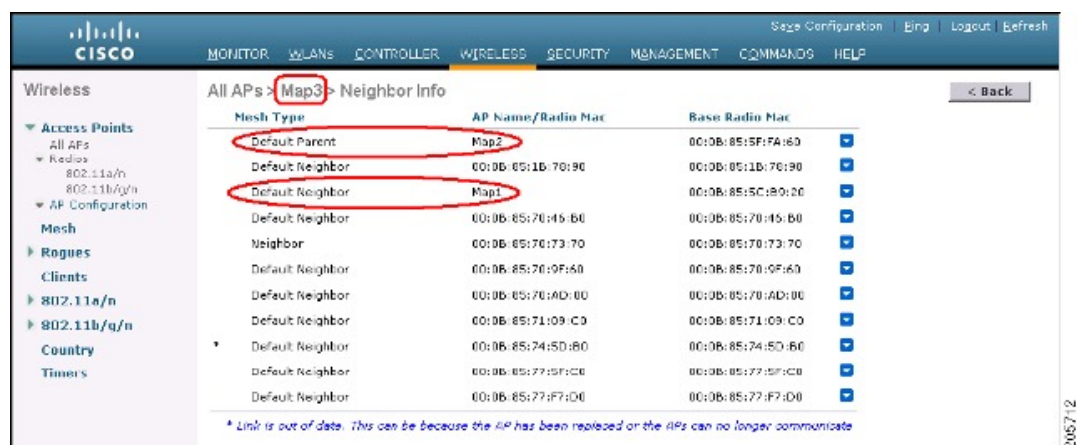 Save Configuration | Ping | Logout | Refresh
CISCO
MONITOR WLANs CONTROLLER WIRELESS SECURITY MANAGEMENT COMMANDS HELP
Wireless
Access Points
All APs
Radios
802.11a/n
802.11b/g/n
AP Configuration
Mesh
Rogues
Clients
802.11a/n
802.11b/g/n
Country
Timers
All APs > Map3 > Neighbor Info
< Back
Mesh Type AP Name/Radio Mac Base Radio Mac
Default Parent Map2 00:0B:85:5F:FA:60
Default Neighbor 00:0B:85:1B:78:90 00:0B:85:1B:78:90
Default Neighbor Map1 00:0B:85:5C:B9:20
Default Neighbor 00:0B:85:70:46:B0 00:0B:85:70:46:B0
Neighbor 00:0B:85:70:73:70 00:0B:85:70:73:70
Default Neighbor 00:0B:85:70:9F:60 00:0B:85:70:9F:60
Default Neighbor 00:0B:85:70:AD:00 00:0B:85:70:AD:00
Default Neighbor 00:0B:85:71:09:C0 00:0B:85:71:09:C0
* Default Neighbor 00:0B:85:74:5D:B0 00:0B:85:74:5D:B0
Default Neighbor 00:0B:85:77:5F:C0 00:0B:85:77:5F:C0
Default Neighbor 00:0B:85:77:F7:D0 00:0B:85:77:F7:D0
* Link is out of date. This can be because the AP has been replaced or the APs can no longer communicate
205712